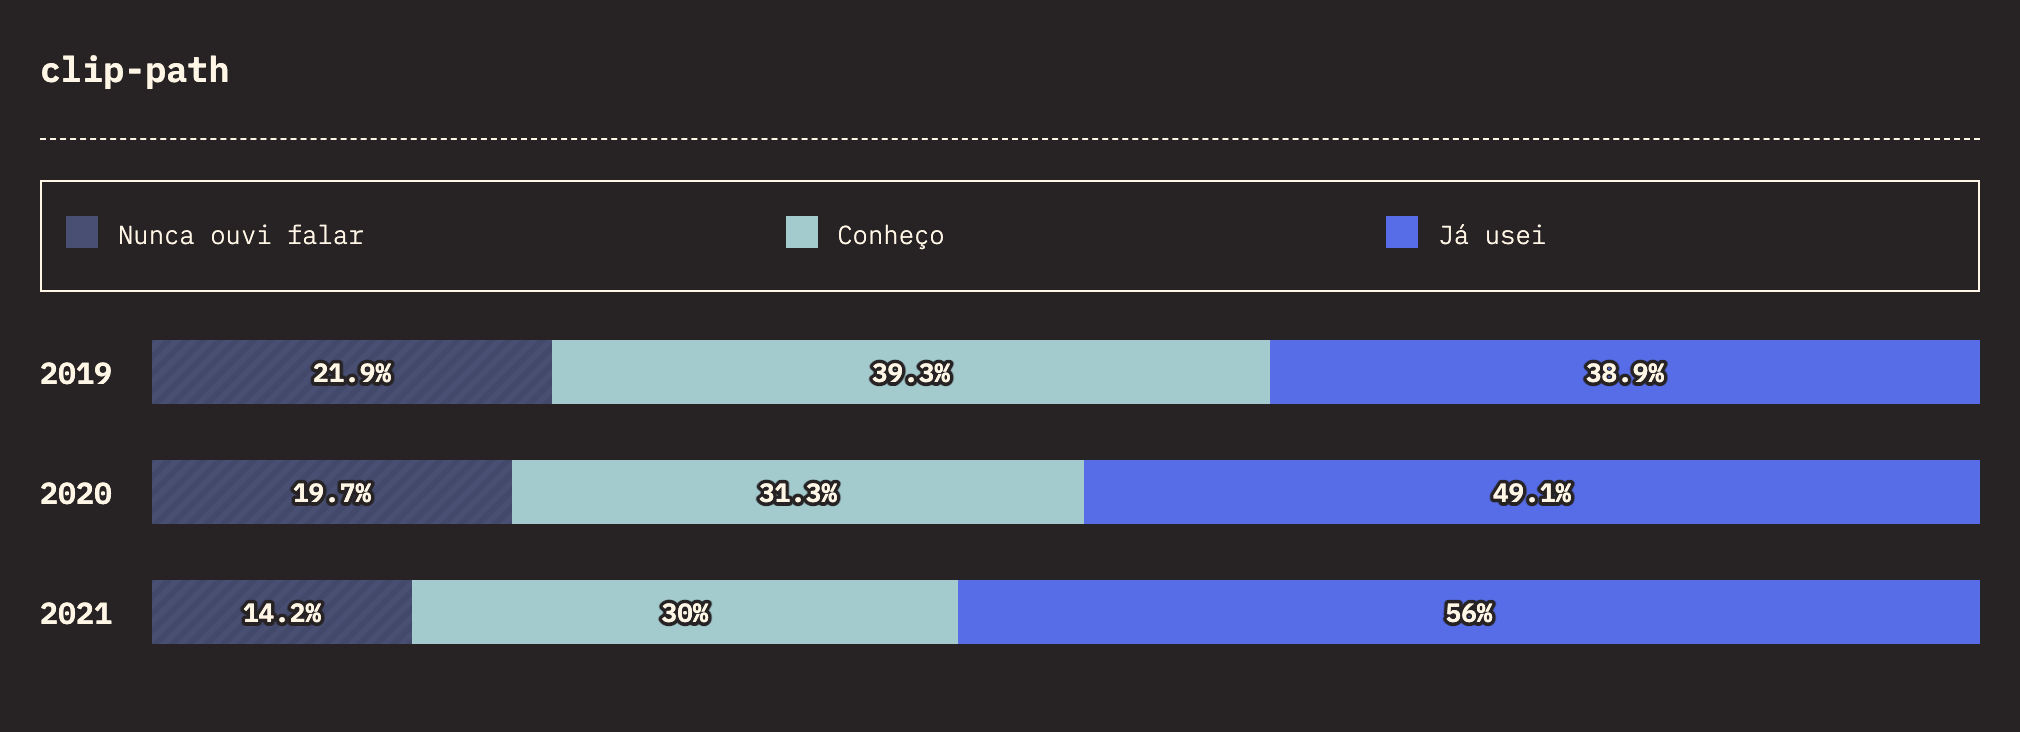 clip-path
Nunca ouvi falar Conheço Já usei
2019 21.9% 39.3% 38.9%
2020 19.7% 31.3% 49.1%
2021 14.2% 30% 56%